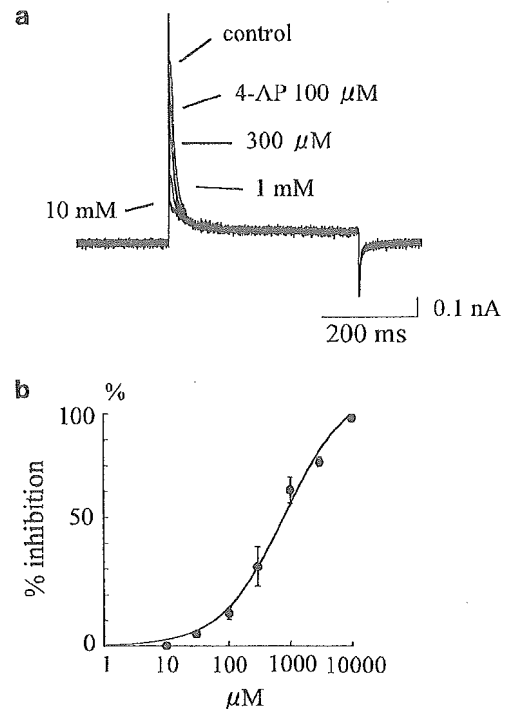 a
control
4-AP 100 μM
300 μM
1 mM
10 mM
0.1 nA
200 ms
b
%
100
50
0
% inhibition
1 10 100 1000 10000
μM